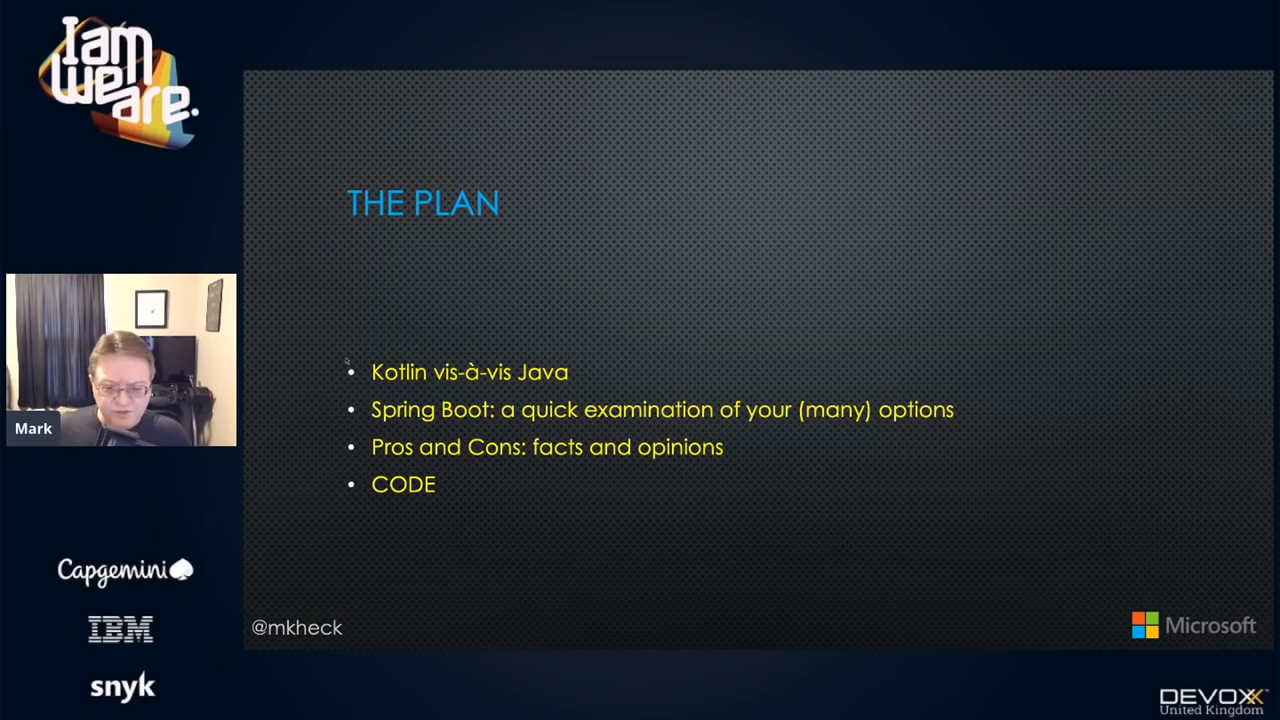 I am
we
are.
THE PLAN
• Kotlin vis-à-vis Java
• Spring Boot: a quick examination of your (many) options
• Pros and Cons: facts and opinions
• CODE
Mark
Capgemini
IBM
snyk
@mkheck
Microsoft
DEVOXX
United Kingdom